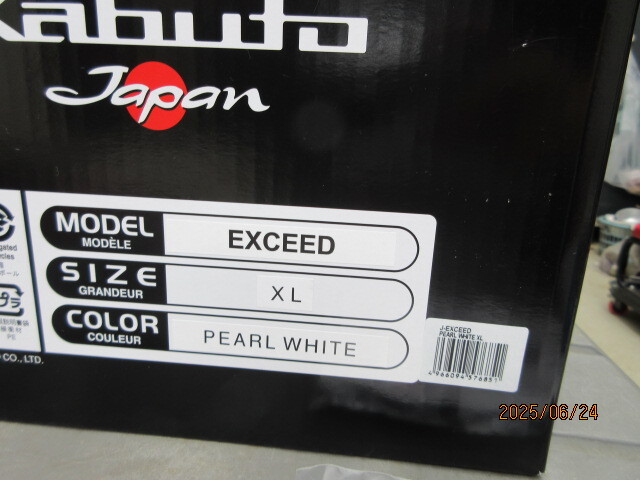 Kabuto
Japan
MODEL
MODÈLE
EXCEED
SIZE
GRANDEUR
XL
COLOR
COULEUR
PEARL WHITE
CO., LTD.
J-EXCEED
PEARL WHITE XL
2025/06/24